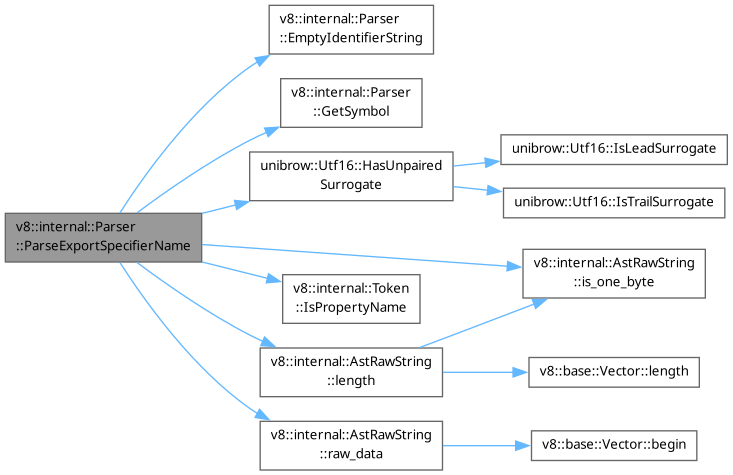 v8::internal::Parser
::EmptyIdentifierString
v8::internal::Parser
::GetSymbol
unibrow::Utf16::HasUnpaired
Surrogate
unibrow::Utf16::IsLeadSurrogate
unibrow::Utf16::IsTrailSurrogate
v8::internal::Parser
::ParseExportSpecifierName
v8::internal::AstRawString
::is_one_byte
v8::internal::Token
::IsPropertyName
v8::internal::AstRawString
::length
v8::base::Vector::length
v8::internal::AstRawString
::raw_data
v8::base::Vector::begin